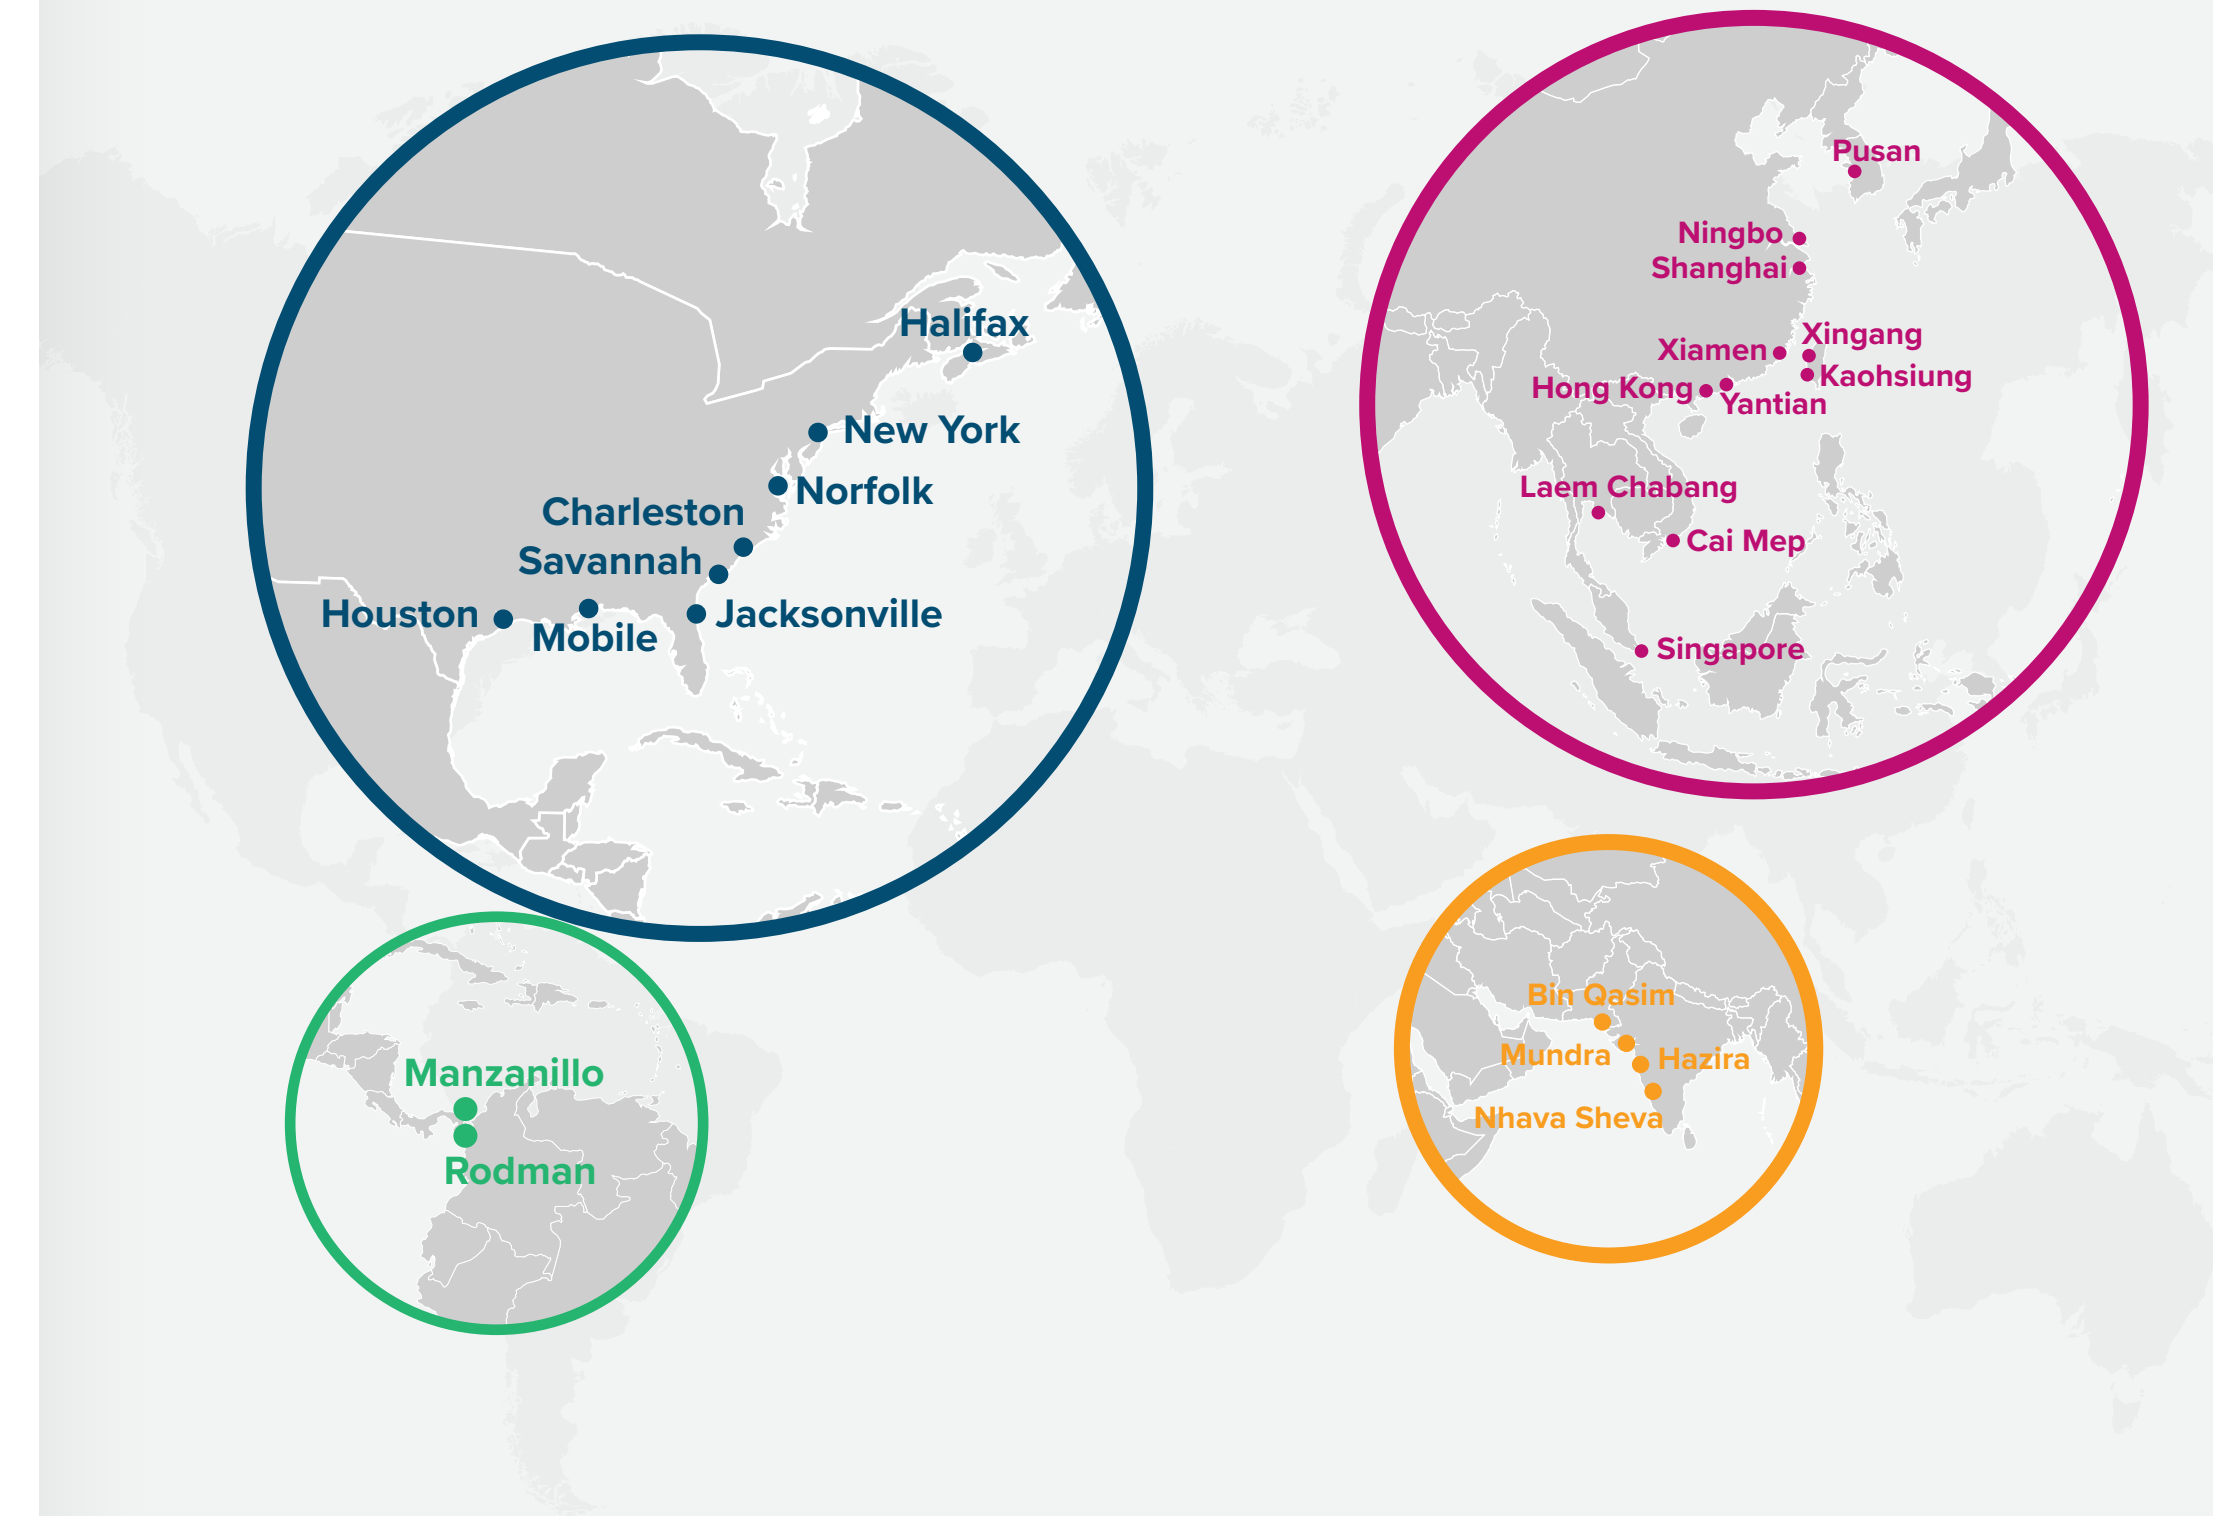 Halifax
New York
Norfolk
Charleston
Savannah
Houston
Mobile
Jacksonville
Pusan
Ningbo
Shanghai
Xingang
Xiamen
Kaohsiung
Hong Kong
Yantian
Laem Chabang
Cai Mep
Singapore
Manzanillo
Rodman
Bin Qasim
Mundra
Hazira
Nhava Sheva